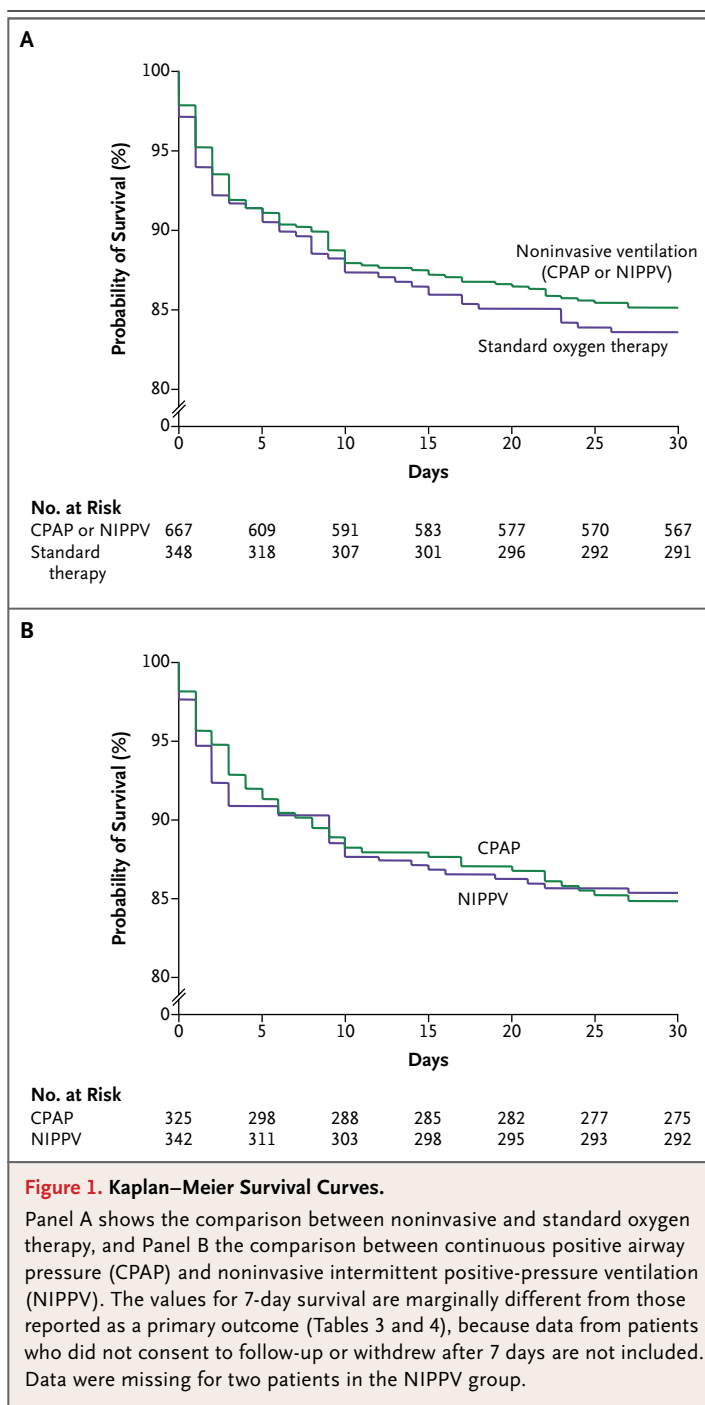 A
100
95
90
85
80
0
Probability of Survival (%)
Noninvasive ventilation
(CPAP or NIPPV)
Standard oxygen therapy
0 5 10 15 20 25 30
Days
No. at Risk
CPAP or NIPPV 667 609 591 583 577 570 567
Standard 348 318 307 301 296 292 291
therapy
B
100
95
90
85
80
0
Probability of Survival (%)
CPAP
NIPPV
0 5 10 15 20 25 30
Days
No. at Risk
CPAP 325 298 288 285 282 277 275
NIPPV 342 311 303 298 295 293 292
Figure 1. Kaplan–Meier Survival Curves.
Panel A shows the comparison between noninvasive and standard oxygen
therapy, and Panel B the comparison between continuous positive airway
pressure (CPAP) and noninvasive intermittent positive-pressure ventilation
(NIPPV). The values for 7-day survival are marginally different from those
reported as a primary outcome (Tables 3 and 4), because data from patients
who did not consent to follow-up or withdrew after 7 days are not included.
Data were missing for two patients in the NIPPV group.